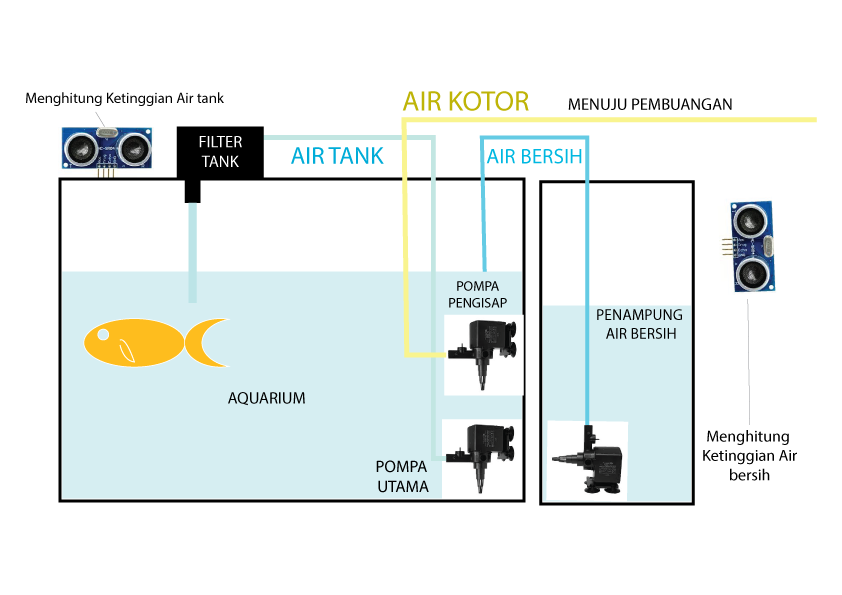 Menghitung Ketinggian Air tank
AIR KOTOR
MENUJU PEMBUANGAN
FILTER
TANK
AIR TANK
AIR BERSIH
POMPA
PENGISAP
PENAMPUNG
AIR BERSIH
AQUARIUM
POMPA
UTAMA
Menghitung
Ketinggian Air
bersih